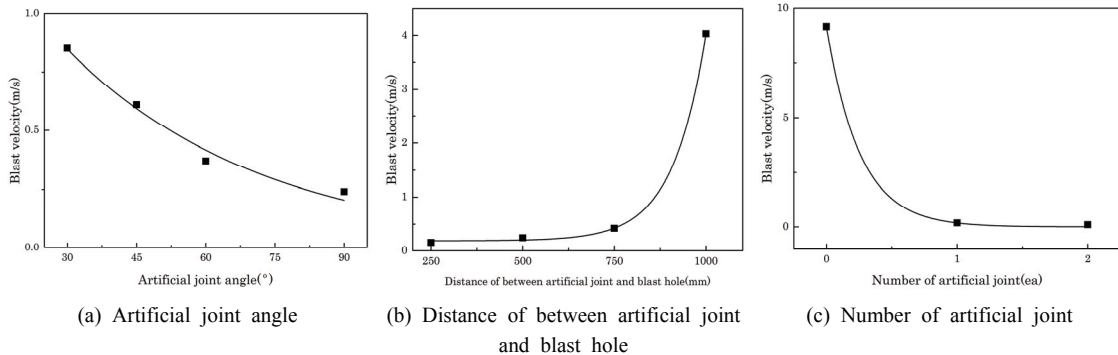 1.0
0.5
0.0
Blast velocity(m/s)
30 45 60 75 90
Artificial joint angle(°)
(a) Artificial joint angle
4
3
2
1
0
Blast velocity(m/s)
250 500 750 1000
Distance of between artificial joint and blast hole(mm)
(b) Distance of between artificial joint
and blast hole
10
5
0
Blast velocity(m/s)
0 1 2
Number of artificial joint(ea)
(c) Number of artificial joint